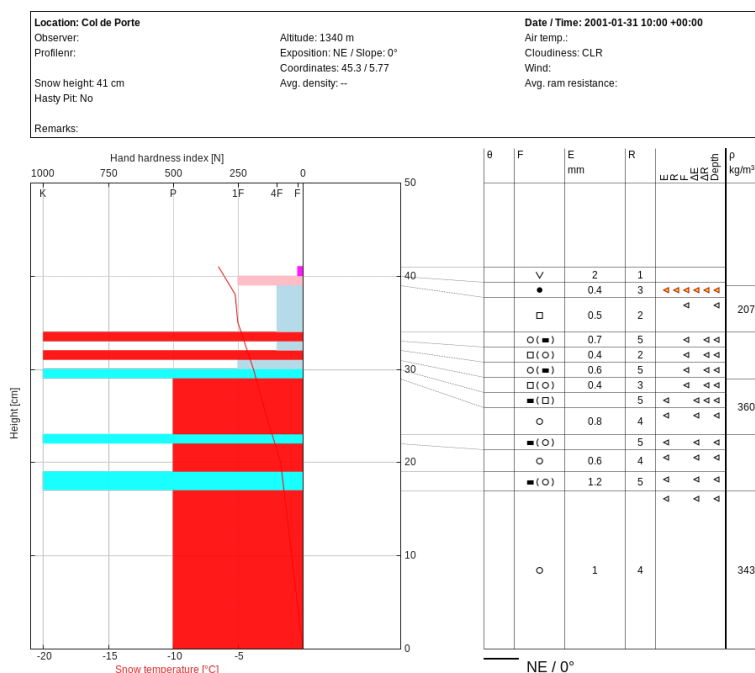 Location: Col de Porte
Date / Time: 2001-01-31 10:00 +00:00
Observer:
Altitude: 1340 m
Air temp.:
Profilenr:
Exposition: NE / Slope: 0°
Cloudiness: CLR
Coordinates: 45.3 / 5.77
Wind:
Snow height: 41 cm
Avg. density: --
Avg. ram resistance:
Hasty Pit: No
Remarks:
Hand hardness index [N]
1000 750 500 250 0
K P 1F 4F F
50
40
30
20
10
0
Height [cm]
-20 -15 -10 -5
Snow temperature [°C]
θ F E R E R F ΔE ΔR Depth ρ
mm kg/m³
2 1
0.4 3
0.5 2
207
0.7 5
0.4 2
0.6 5
0.4 3
5
360
0.8 4
5
0.6 4
1.2 5
1 4
343
NE / 0°